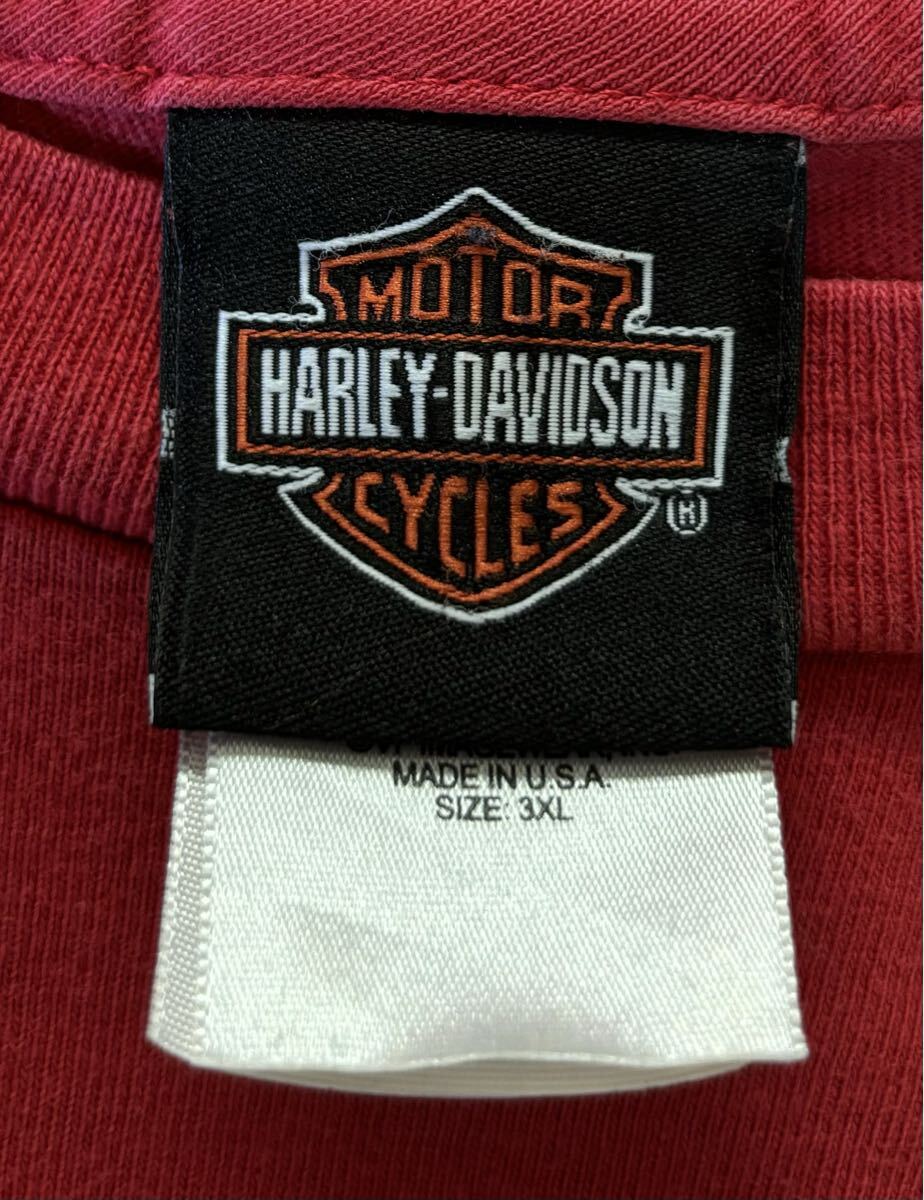 MOTOR
HARLEY-DAVIDSON
CYCLES
®
MADE IN U.S.A.
SIZE: 3XL